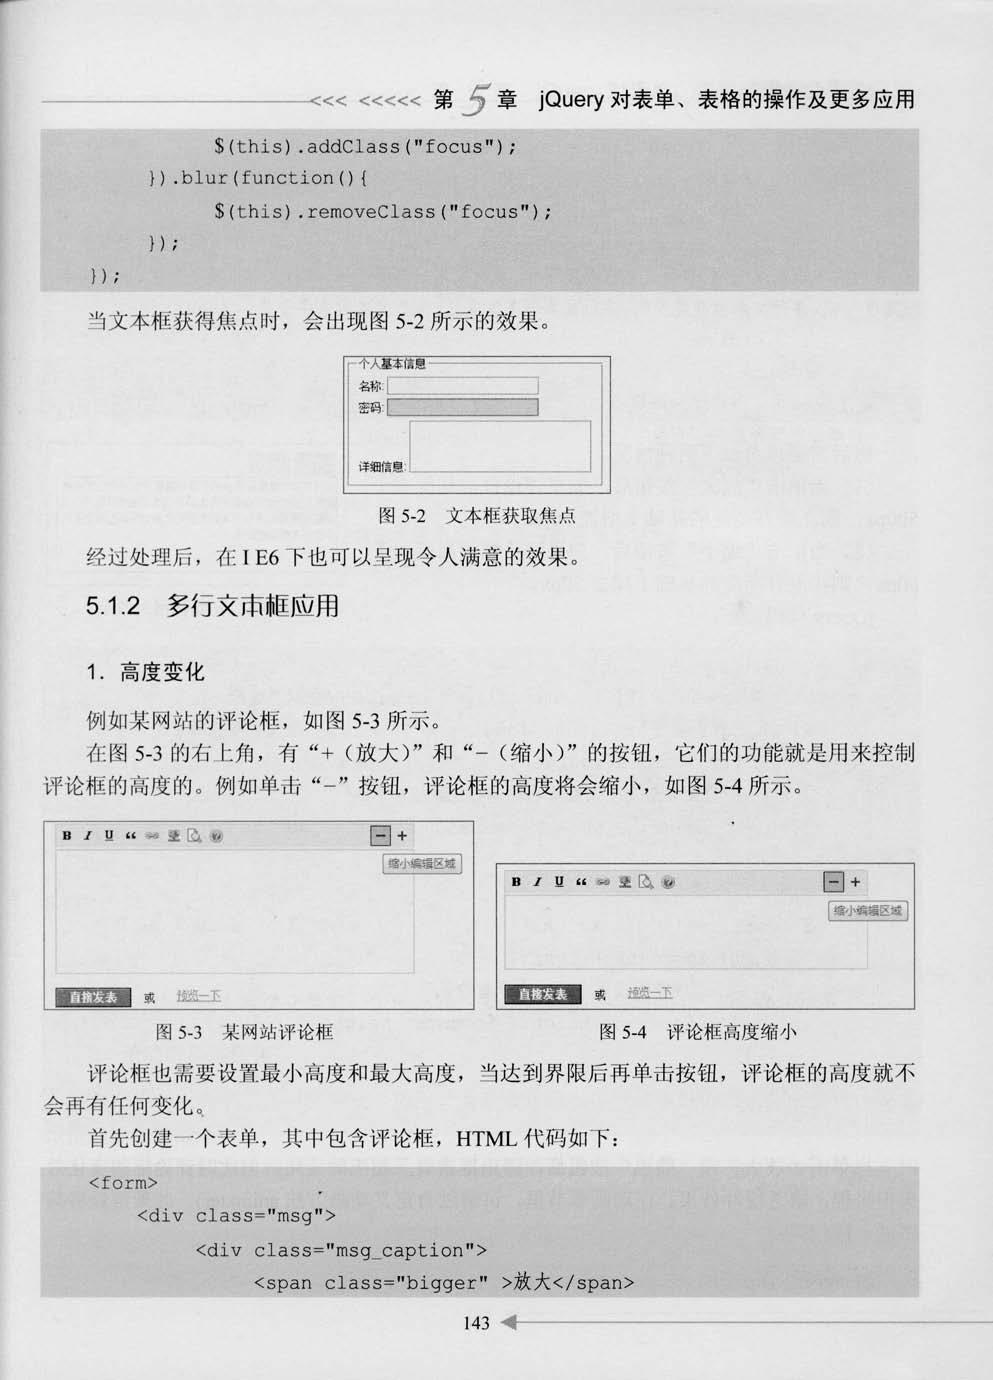 <<< <<<<< 第5章 jQuery 对表单、表格的操作及更多应用
$(this).addClass("focus");
}).blur(function(){
$(this).removeClass("focus");
});
});
当文本框获得焦点时，会出现图 5-2 所示的效果。
个人基本信息
名称:
密码:
详细信息:
图 5-2 文本框获取焦点
经过处理后，在 I E6 下也可以呈现令人满意的效果。
5.1.2 多行文本框应用
1．高度变化
例如某网站的评论框，如图 5-3 所示。
在图 5-3 的右上角，有“+（放大）”和“−（缩小）”的按钮，它们的功能就是用来控制
评论框的高度的。例如单击“−”按钮，评论框的高度将会缩小，如图 5-4 所示。
B I U “ − +
缩小编辑区域
直接发表 或 预览一下
图 5-3 某网站评论框
B I U “ − +
缩小编辑区域
直接发表 或 预览一下
图 5-4 评论框高度缩小
评论框也需要设置最小高度和最大高度，当达到界限后再单击按钮，评论框的高度就不
会再有任何变化。
首先创建一个表单，其中包含评论框，HTML 代码如下：
<form>
<div class="msg">
<div class="msg_caption">
<span class="bigger" >放大</span>
143